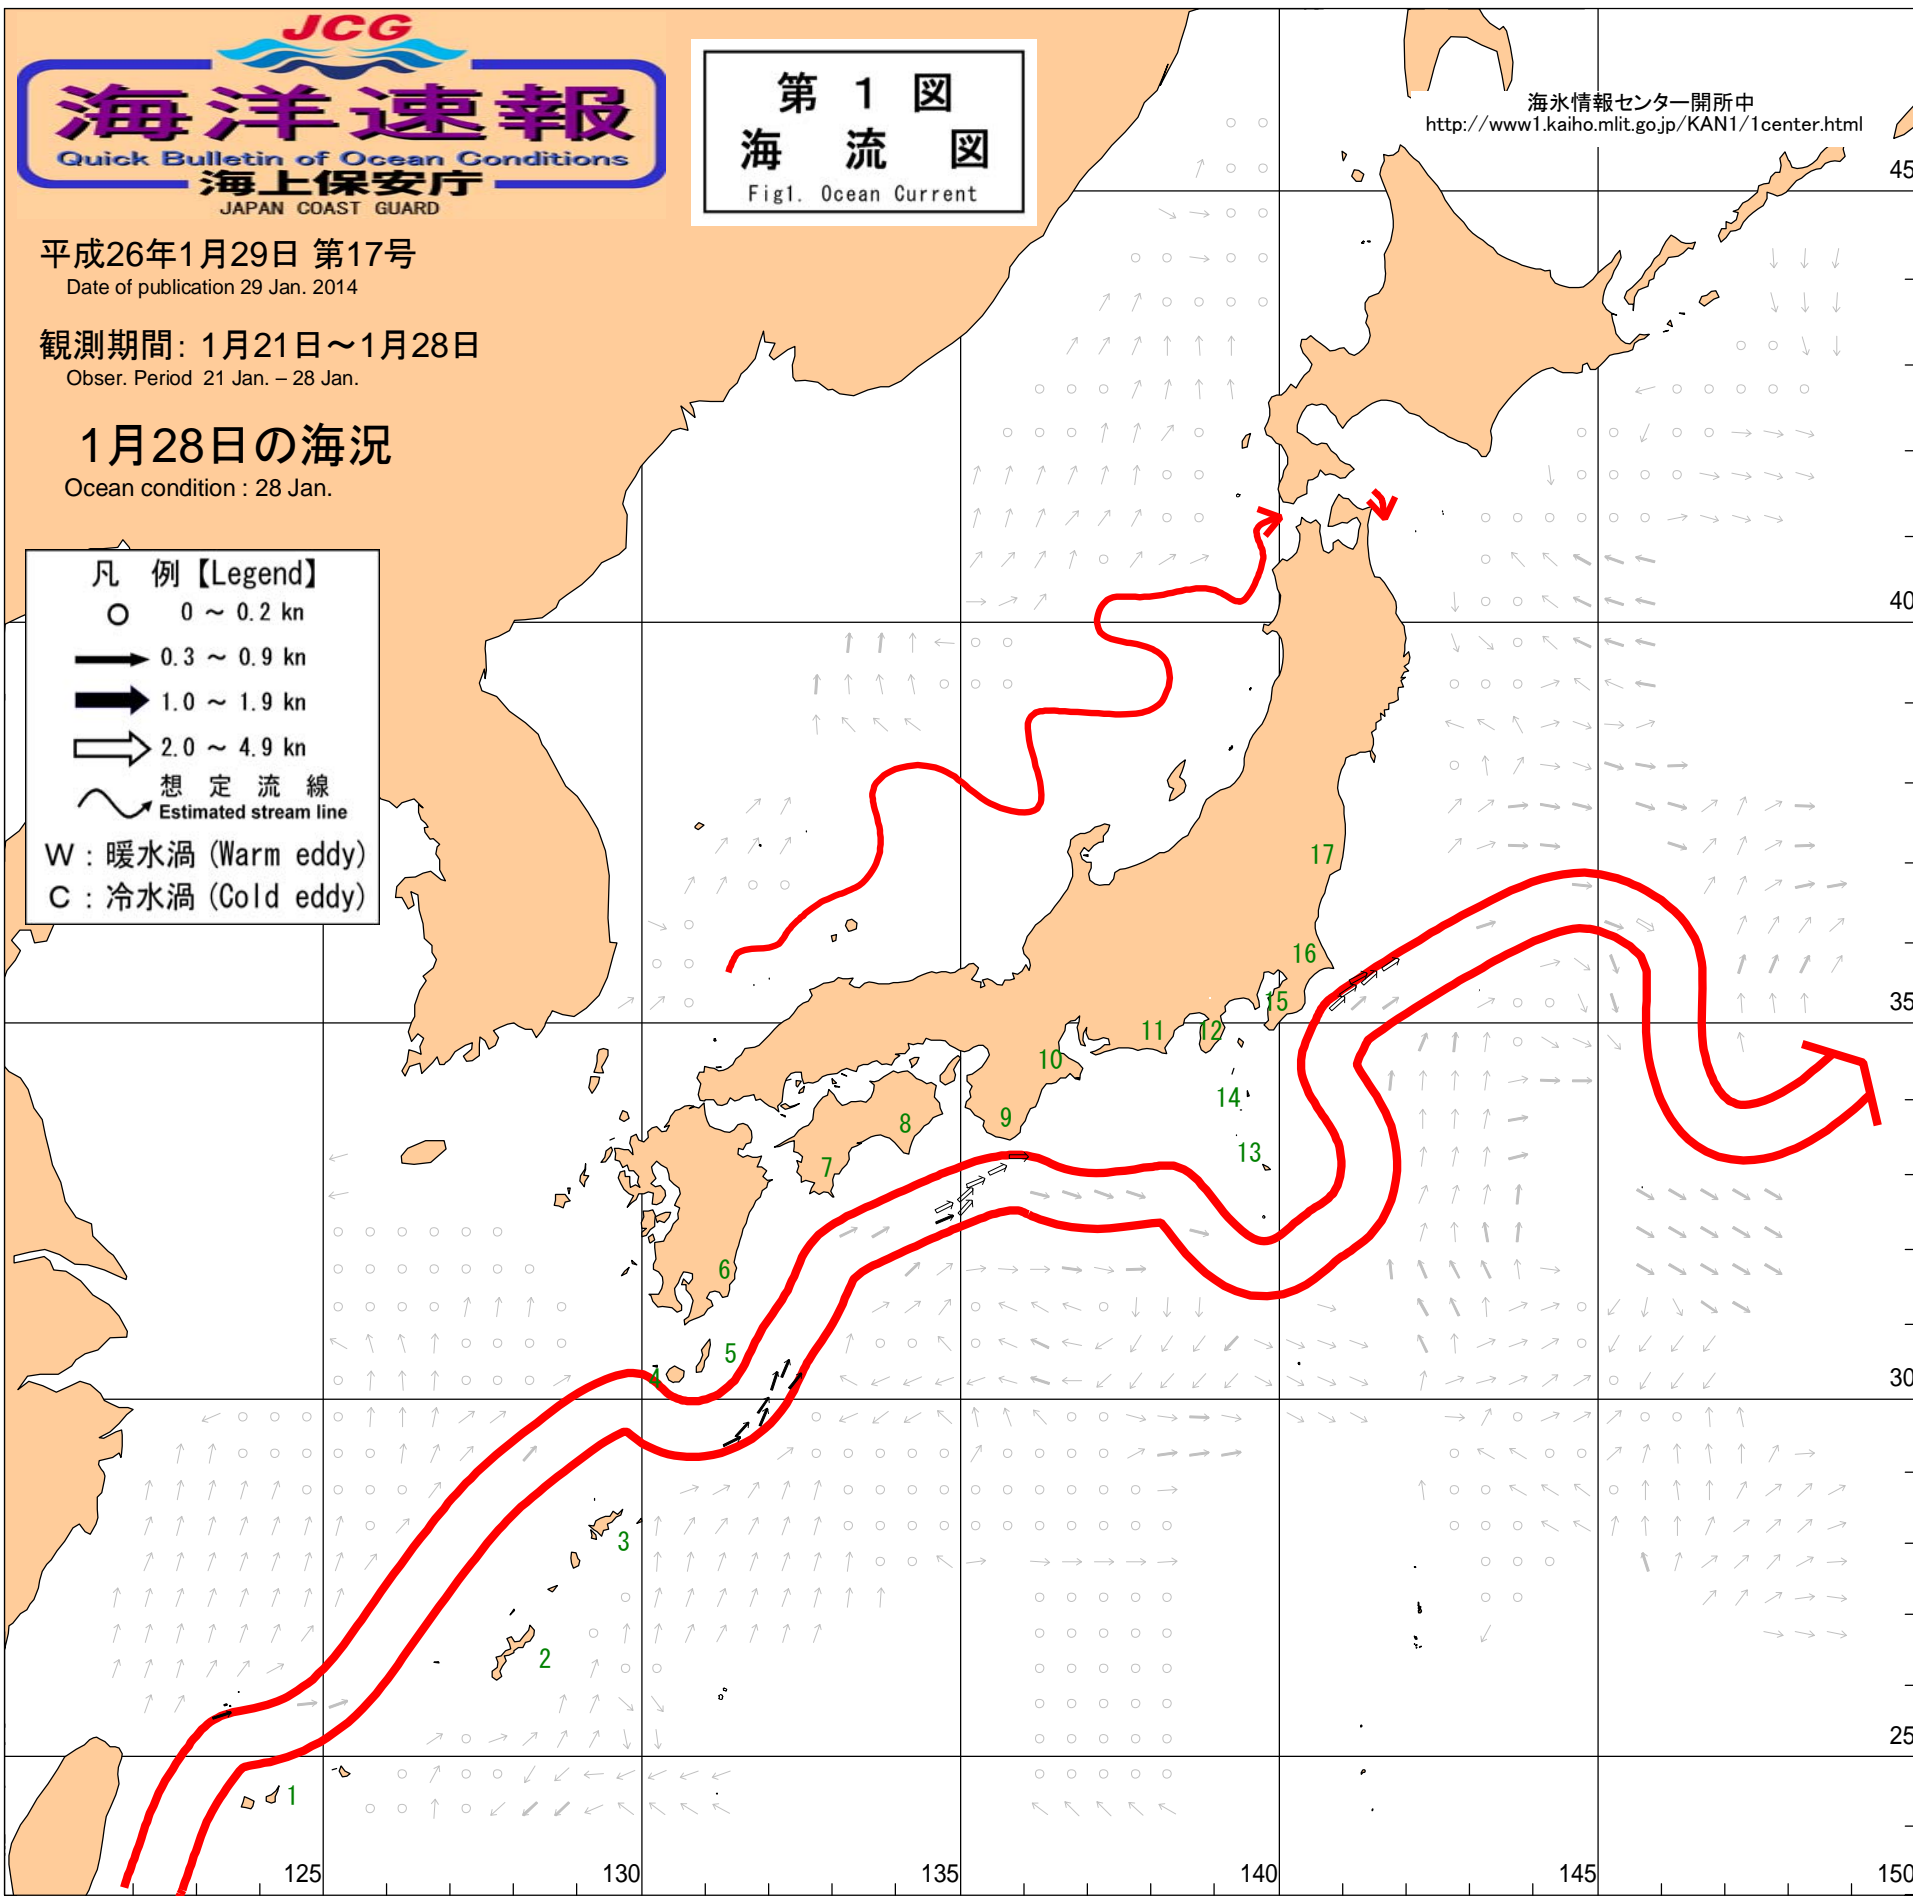 JCG
海洋速報
Quick Bulletin of Ocean Conditions
海上保安庁
JAPAN COAST GUARD
第 1 図
海 流 図
Fig1. Ocean Current
海氷情報センター開所中
http://www1.kaiho.mlit.go.jp/KAN1/1center.html
平成26年1月29日 第17号
Date of publication 29 Jan. 2014
観測期間: 1月21日～1月28日
Obser. Period 21 Jan. – 28 Jan.
1月28日の海況
Ocean condition : 28 Jan.
凡 例【Legend】
0 ～ 0.2 kn
0.3 ～ 0.9 kn
1.0 ～ 1.9 kn
2.0 ～ 4.9 kn
想 定 流 線
Estimated stream line
W : 暖水渦 (Warm eddy)
C : 冷水渦 (Cold eddy)
45
40
17
16
35
15
12
11
10
14
9
8
13
7
6
5
4
30
3
2
25
1
125
130
135
140
145
150